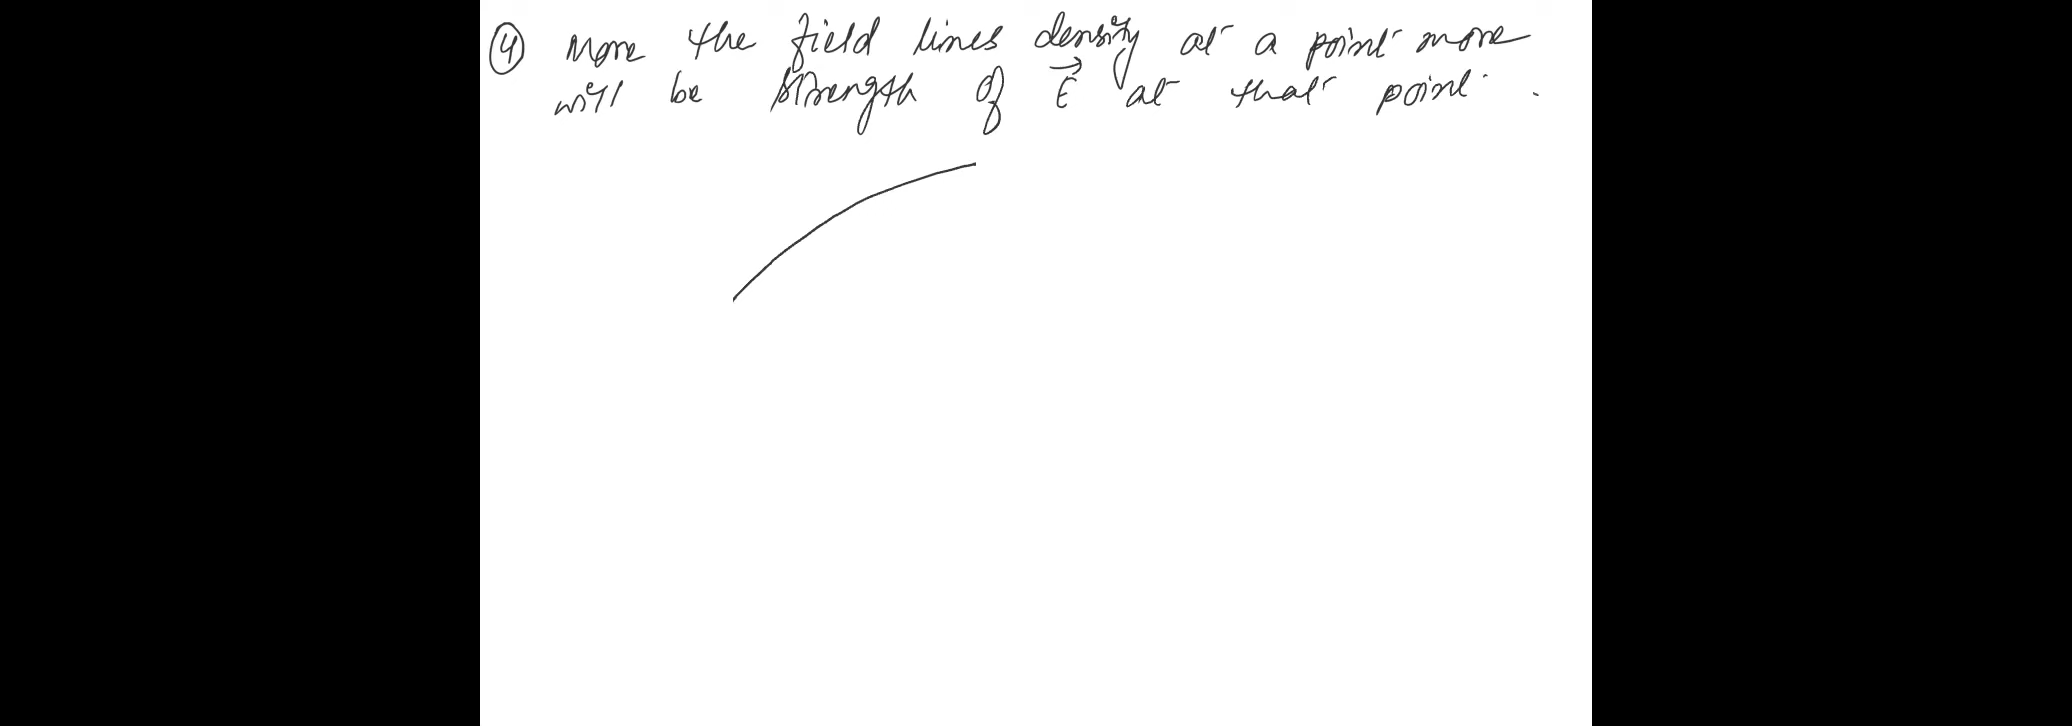 ④ More the field lines density at a point more
will be strength of E⃗ at that point.